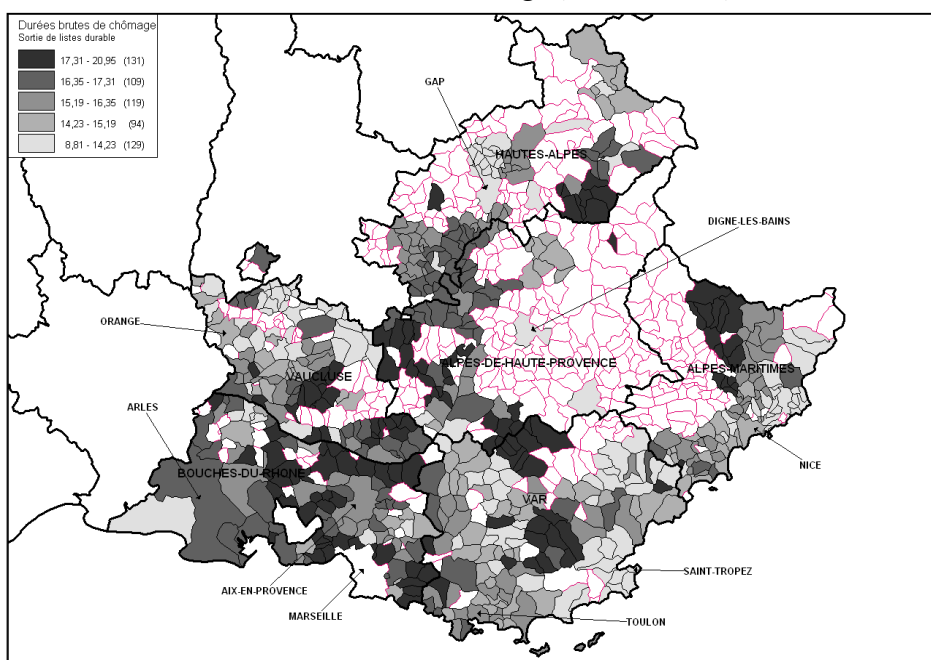 Durées brutes de chômage
Sortie de listes durable
17,31 - 20,95 (131)
16,35 - 17,31 (109)
15,19 - 16,35 (119)
14,23 - 15,19 (94)
8,81 - 14,23 (129)
GAP
HAUTES-ALPES
DIGNE-LES-BAINS
ORANGE
VAUCLUSE
ALPES-DE-HAUTE-PROVENCE
ALPES-MARITIMES
ARLES
BOUCHES-DU-RHONE
NICE
VAR
SAINT-TROPEZ
AIX-EN-PROVENCE
MARSEILLE
TOULON